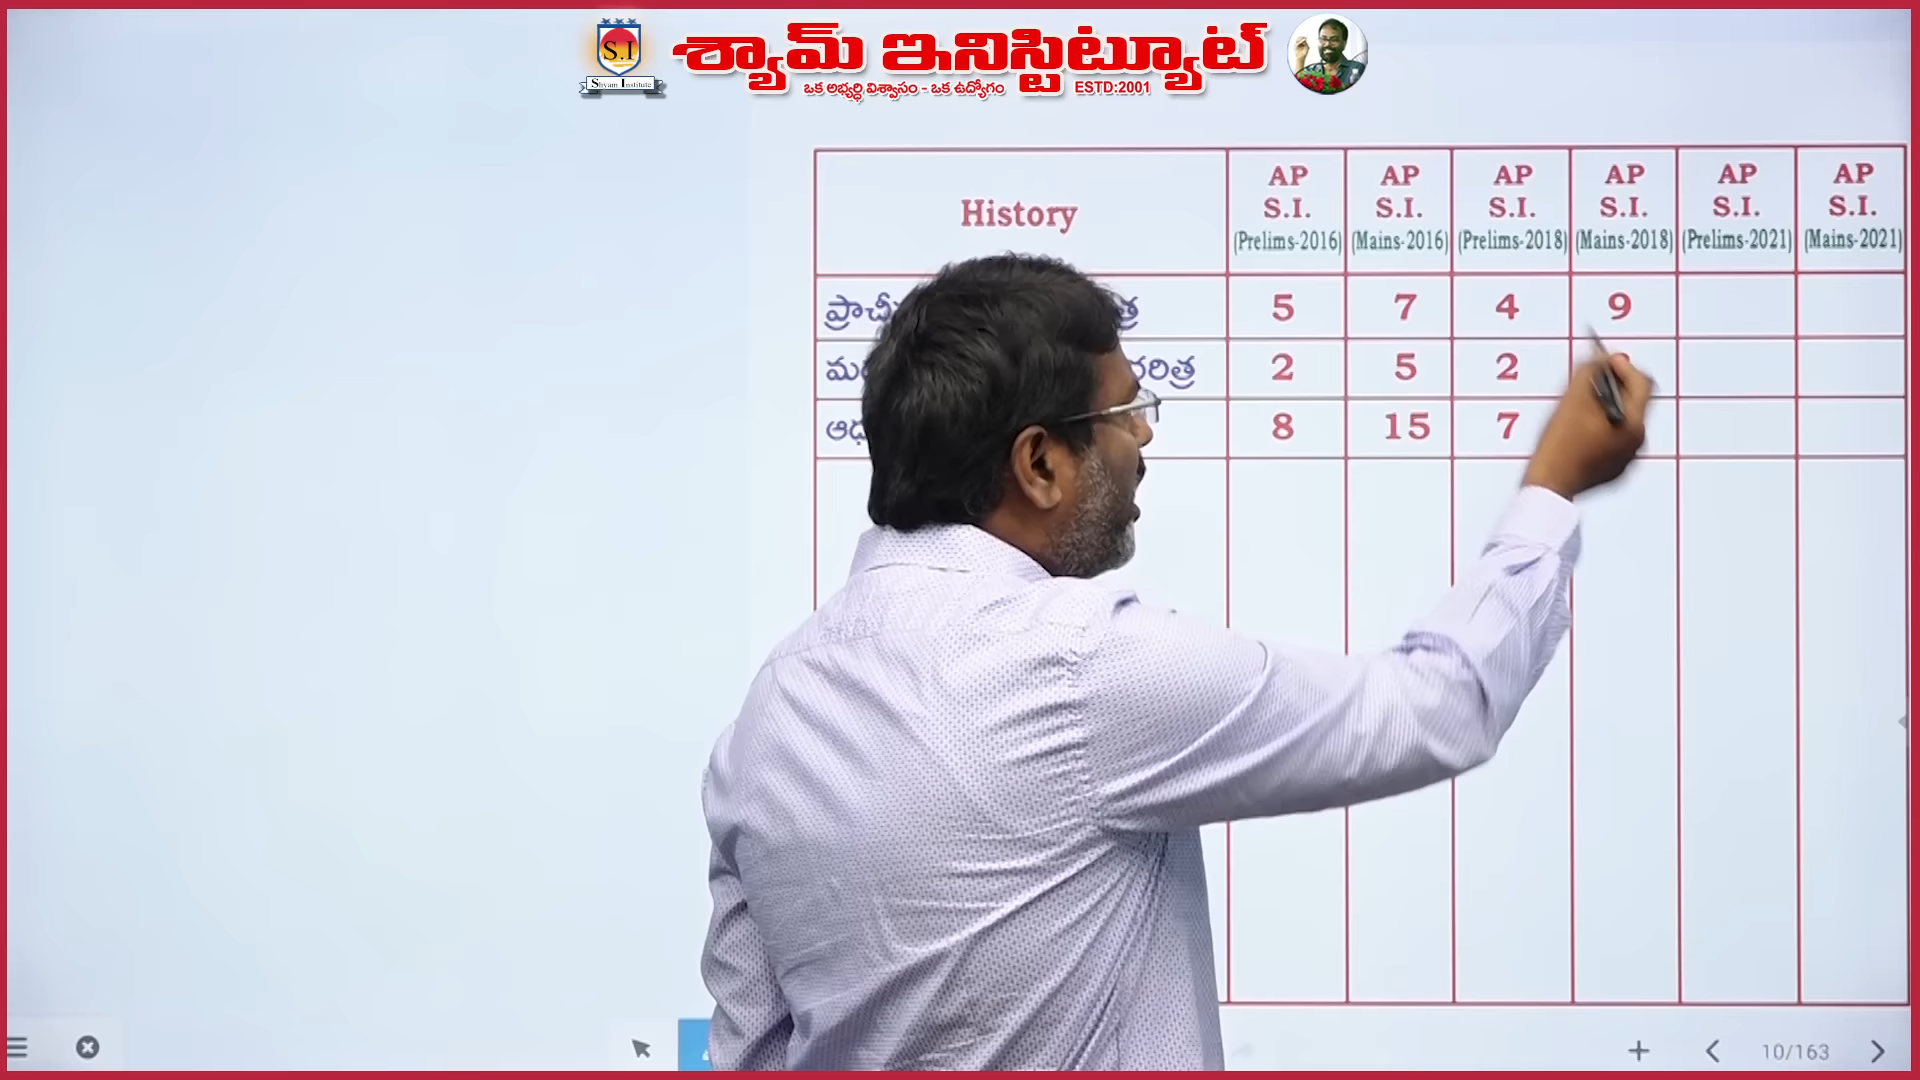 S.I
Shyam Institute
శ్యామ్ ఇనిస్టిట్యూట్
ఒక అభ్యర్థి విశ్వాసం - ఒక ఉద్యోగం ESTD:2001
History
AP S.I. (Prelims-2016)
AP S.I. (Mains-2016)
AP S.I. (Prelims-2018)
AP S.I. (Mains-2018)
AP S.I. (Prelims-2021)
AP S.I. (Mains-2021)
5 7 4 9
2 5 2
8 15 7
10/163